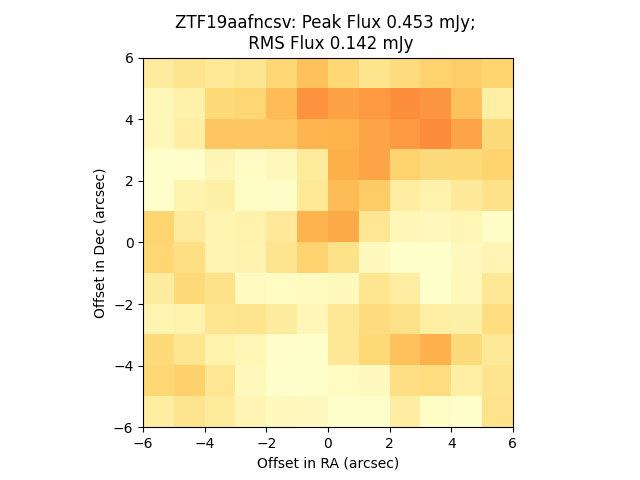 ZTF19aafncsv: Peak Flux 0.453 mJy;
RMS Flux 0.142 mJy
6
4
2
0
−2
−4
−6
Offset in Dec (arcsec)
−6 −4 −2 0 2 4 6
Offset in RA (arcsec)